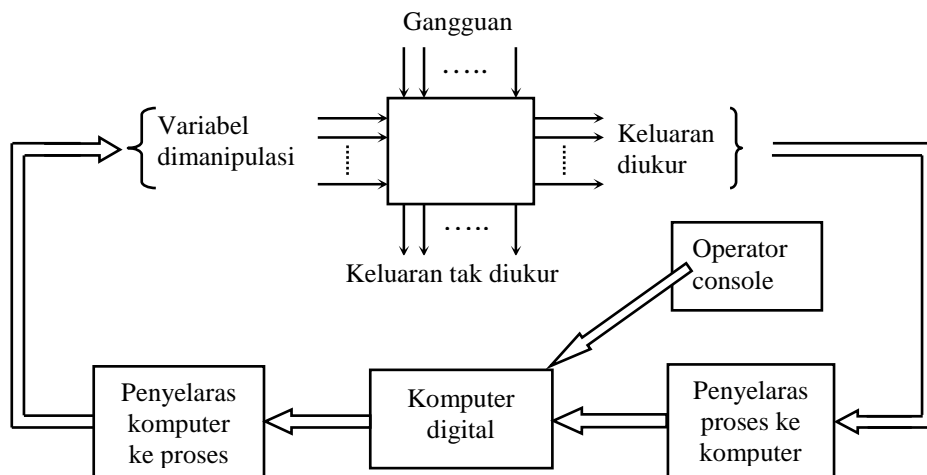 Gangguan
…..
Variabel
dimanipulasi
Keluaran
diukur
…..
Keluaran tak diukur
Operator
console
Penyelaras
komputer
ke proses
Komputer
digital
Penyelaras
proses ke
komputer